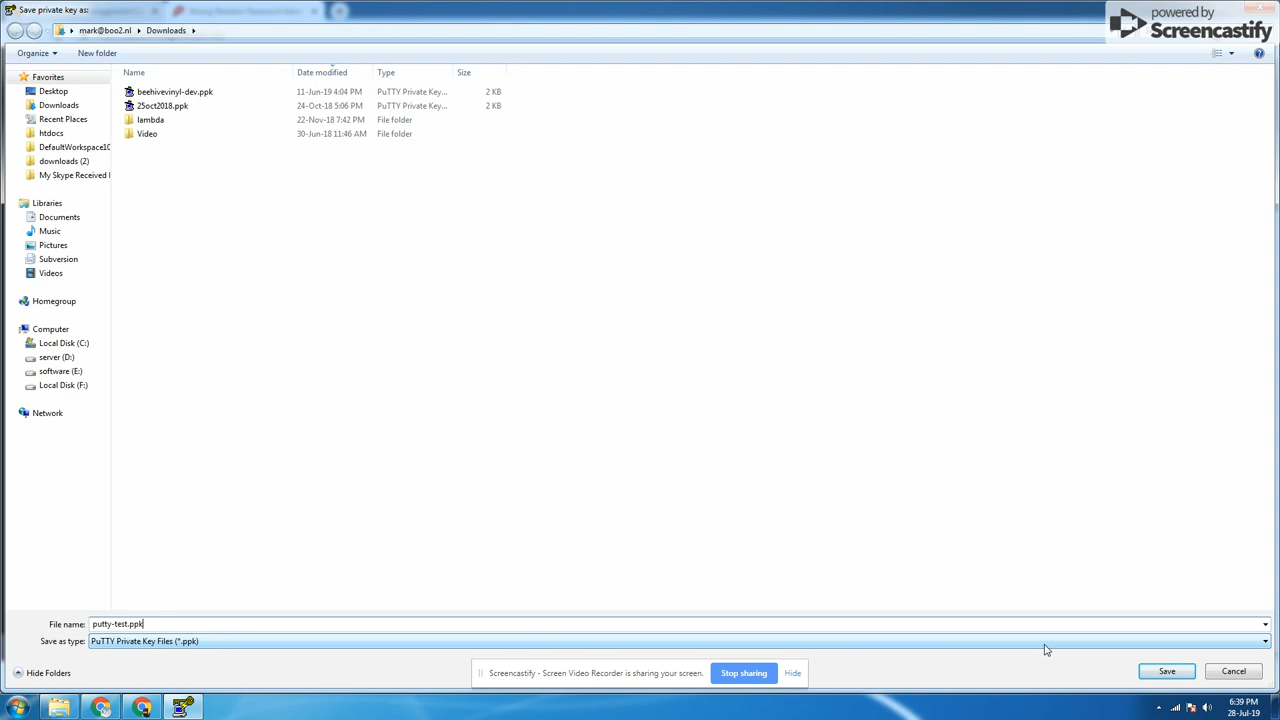 Save private key as:
powered by
Screencastify
mark@boo2.nl Downloads
Organize New folder
Name Date modified Type Size
Favorites
Desktop
Downloads
Recent Places
htdocs
DefaultWorkspace10
downloads (2)
My Skype Received
beehivevinyl-dev.ppk 11-Jun-19 4:04 PM PuTTY Private Key... 2 KB
25oct2018.ppk 24-Oct-18 5:06 PM PuTTY Private Key... 2 KB
lambda 22-Nov-18 7:42 PM File folder
Video 30-Jun-18 11:46 AM File folder
Libraries
Documents
Music
Pictures
Subversion
Videos
Homegroup
Computer
Local Disk (C:)
server (D:)
software (E:)
Local Disk (F:)
Network
File name: putty-test.ppk
Save as type: PuTTY Private Key Files (*.ppk)
Hide Folders
Screencastify - Screen Video Recorder is sharing your screen. Stop sharing Hide
Save Cancel
6:39 PM
28-Jul-19